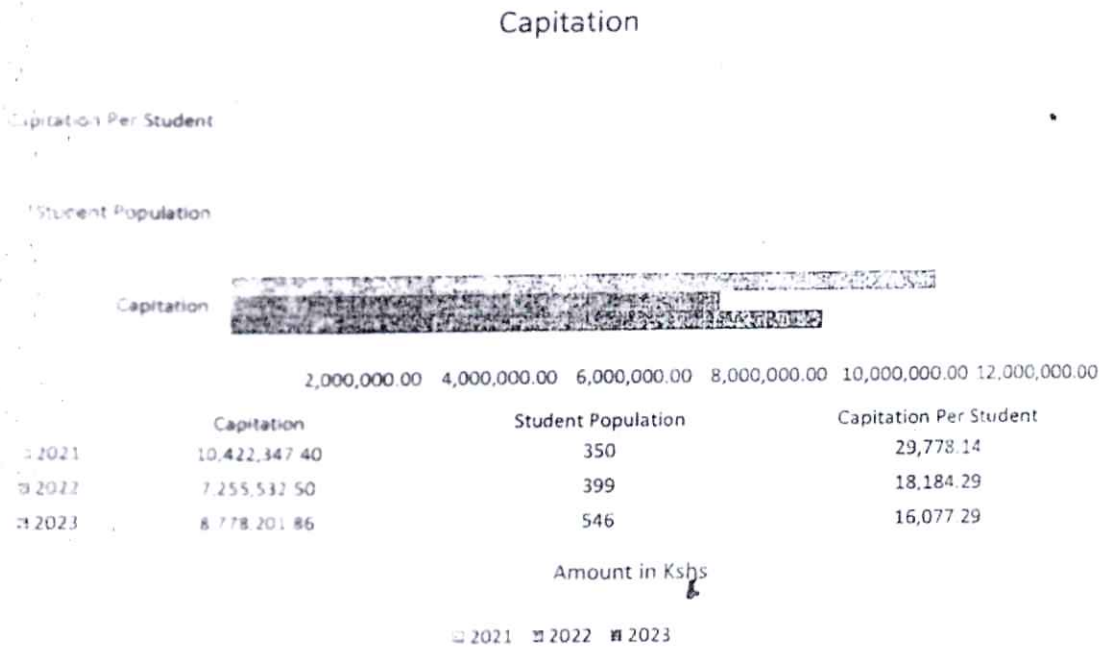 Capitation
Capitation Per Student
Student Population
Capitation
2,000,000.00 4,000,000.00 6,000,000.00 8,000,000.00 10,000,000.00 12,000,000.00
Capitation Student Population Capitation Per Student
2021 10,422,347.40 350 29,778.14
2022 7,255,532.50 399 18,184.29
2023 8,778,201.86 546 16,077.29
Amount in Kshs
2021 2022 2023